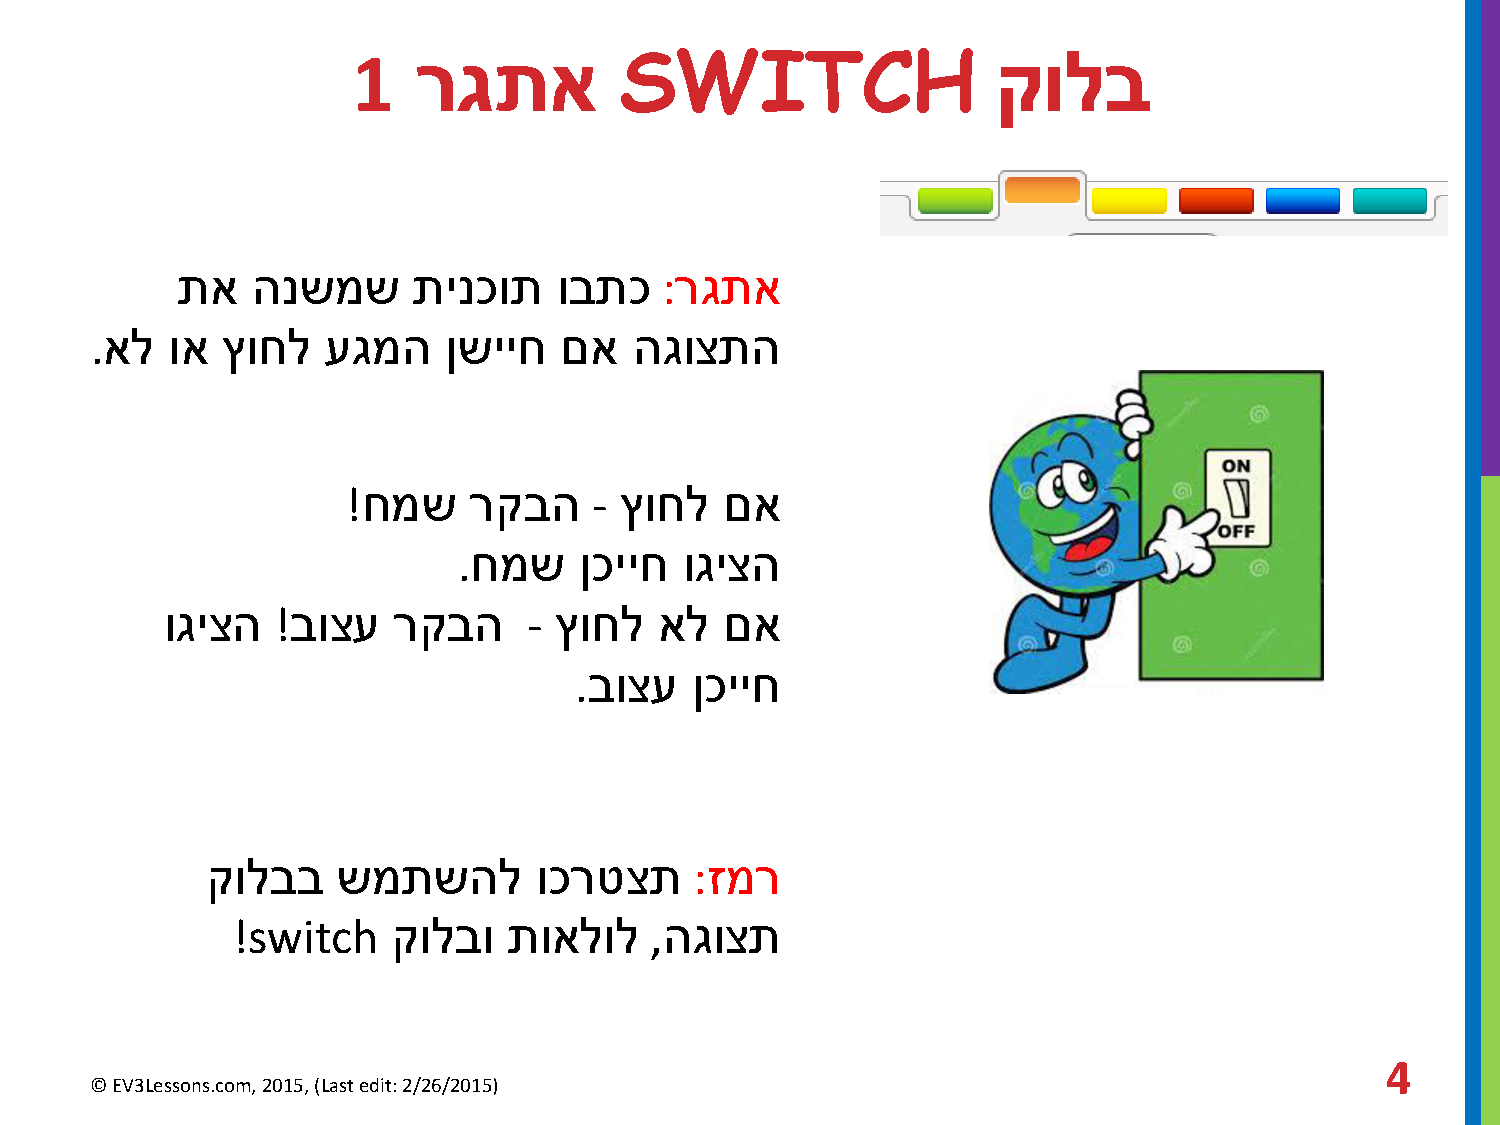 בלוק SWITCH אתגר 1
אתגר: כתבו תוכנית שמשנה את
התצוגה אם חיישן המגע לחוץ או לא.
אם לחוץ - הבקר שמח!
הציגו חייכן שמח.
אם לא לחוץ - הבקר עצוב! הציגו
חייכן עצוב.
רמז: תצטרכו להשתמש בבלוק
תצוגה, לולאות ובלוק switch!
ON
OFF
© EV3Lessons.com, 2015, (Last edit: 2/26/2015)
4